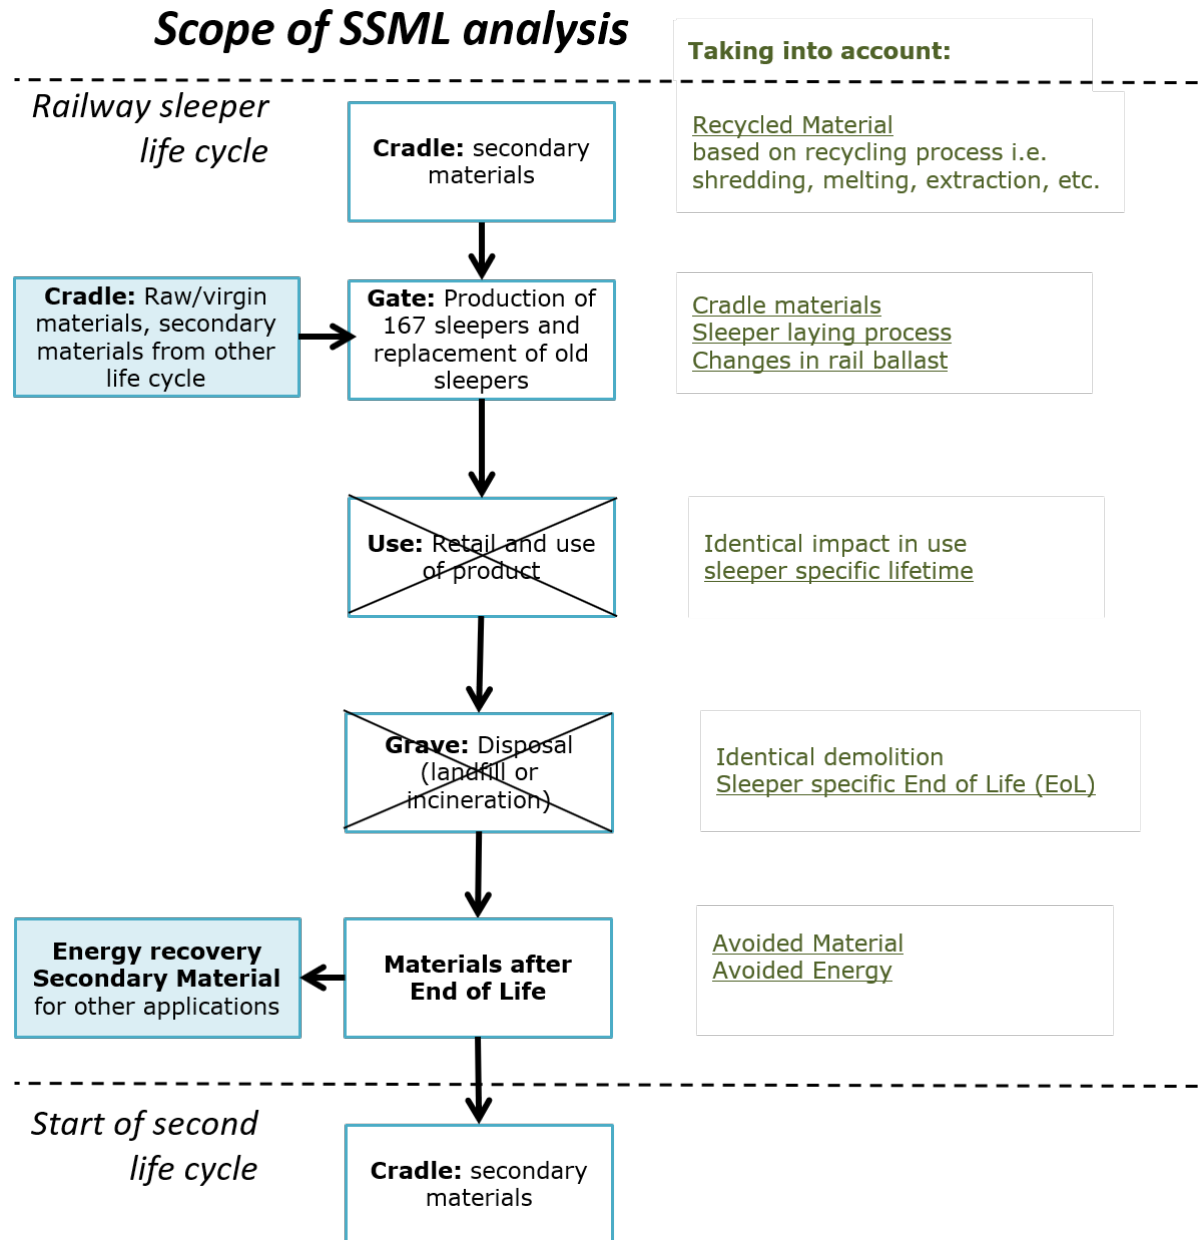 Scope of SSML analysis
Taking into account:
Railway sleeper
life cycle
Cradle: secondary
materials
Recycled Material
based on recycling process i.e.
shredding, melting, extraction, etc.
Cradle: Raw/virgin
materials, secondary
materials from other
life cycle
Gate: Production of
167 sleepers and
replacement of old
sleepers
Cradle materials
Sleeper laying process
Changes in rail ballast
Use: Retail and use
of product
Identical impact in use
sleeper specific lifetime
Grave: Disposal
(landfill or
incineration)
Identical demolition
Sleeper specific End of Life (EoL)
Energy recovery
Secondary Material
for other applications
Materials after
End of Life
Avoided Material
Avoided Energy
Start of second
life cycle
Cradle: secondary
materials